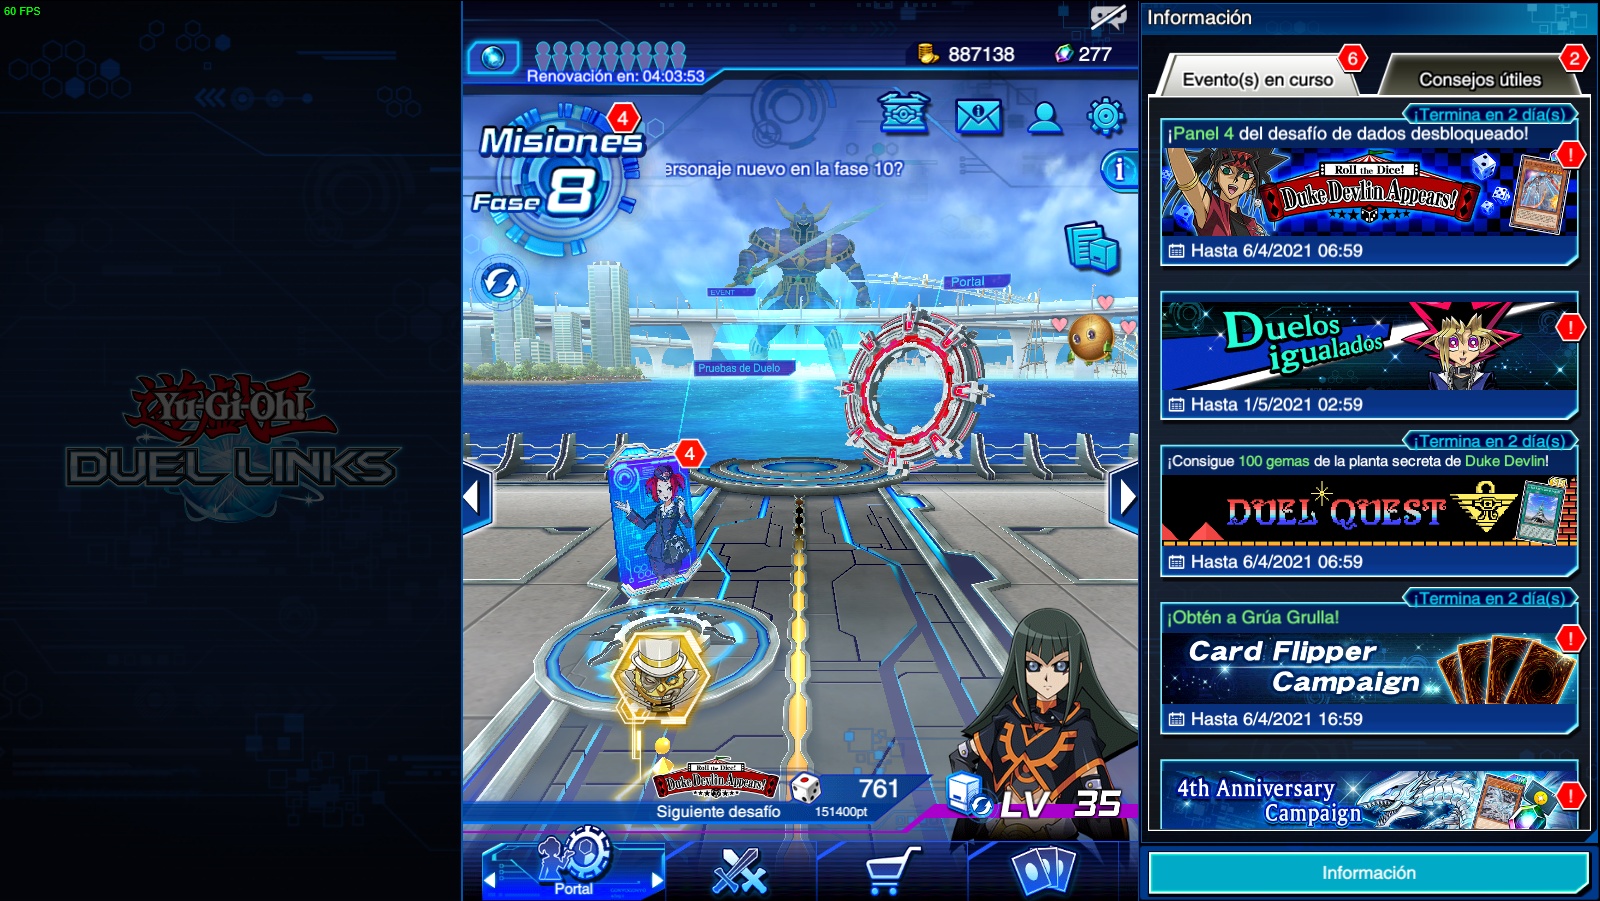 60 FPS
Yu-Gi-Oh!
DUEL LINKS
Renovación en: 04:03:53
887138
277
4
Misiones
Fase 8
ersonaje nuevo en la fase 10?
EVENT
Portal
Pruebas de Duelo
4
Roll the Dice!
Duke Devlin Appears!
761
Siguiente desafío
151400pt
LV 35
Portal
Información
Evento(s) en curso
6
Consejos útiles
2
¡Termina en 2 día(s)
¡Panel 4 del desafío de dados desbloqueado!
!
Roll the Dice!
Duke Devlin Appears!
Hasta 6/4/2021 06:59
Duelos
igualados
!
Hasta 1/5/2021 02:59
¡Termina en 2 día(s)
¡Consigue 100 gemas de la planta secreta de Duke Devlin!
DUEL QUEST
Hasta 6/4/2021 06:59
¡Termina en 2 día(s)
¡Obtén a Grúa Grulla!
!
Card Flipper
Campaign
Hasta 6/4/2021 16:59
4th Anniversary
Campaign
!
Información